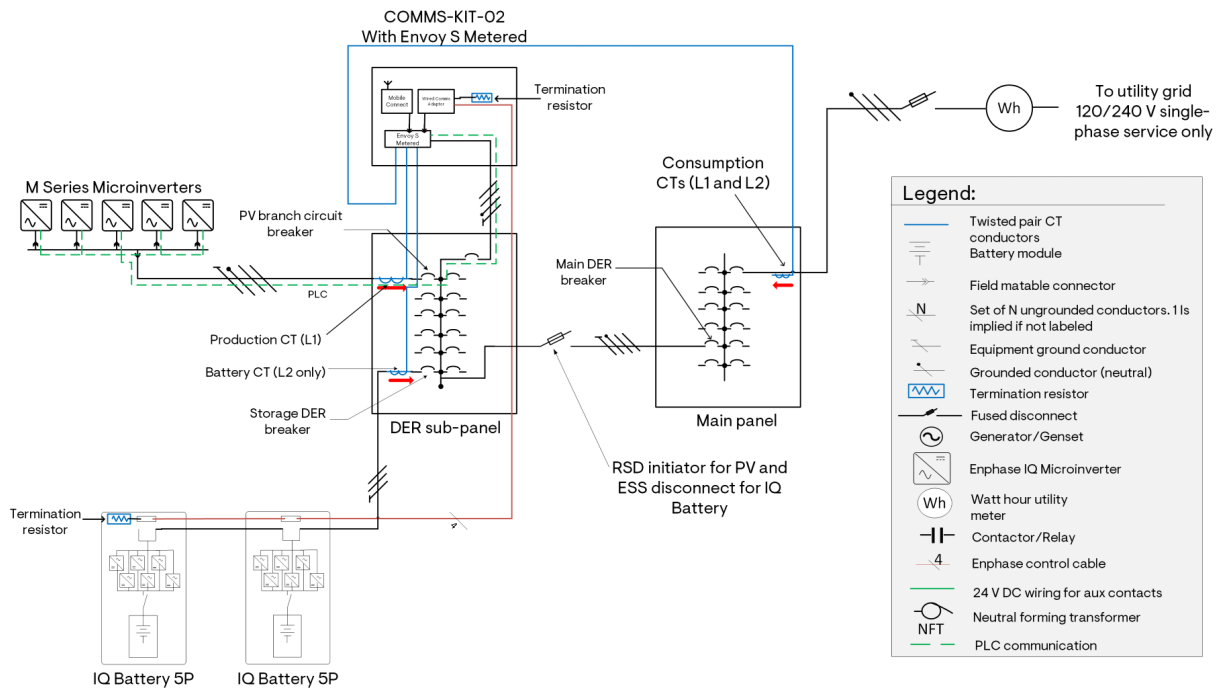 COMMS-KIT-02
With Envoy S Metered
Mobile
Connect
Wired Comms
Adaptor
Envoy S
Metered
Termination
resistor
To utility grid
120/240 V single-
phase service only
Wh
Consumption
CTs (L1 and L2)
M Series Microinverters
PV branch circuit
breaker
Main DER
breaker
PLC
Production CT (L1)
Battery CT (L2 only)
Storage DER
breaker
DER sub-panel
Main panel
RSD initiator for PV and
ESS disconnect for IQ
Battery
Termination
resistor
4
IQ Battery 5P
IQ Battery 5P
Legend:
Twisted pair CT
conductors
Battery module
Field matable connector
N
Set of N ungrounded conductors. 1 Is
implied if not labeled
Equipment ground conductor
Grounded conductor (neutral)
Termination resistor
Fused disconnect
Generator/Genset
Enphase IQ Microinverter
Wh
Watt hour utility
meter
Contactor/Relay
4
Enphase control cable
24 V DC wiring for aux contacts
NFT
Neutral forming transformer
PLC communication